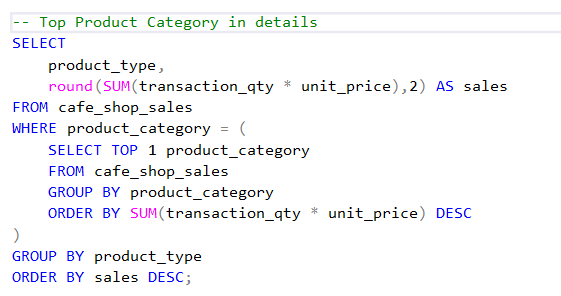 -- Top Product Category in details
SELECT
    product_type,
    round(SUM(transaction_qty * unit_price),2) AS sales
FROM cafe_shop_sales
WHERE product_category = (
    SELECT TOP 1 product_category
    FROM cafe_shop_sales
    GROUP BY product_category
    ORDER BY SUM(transaction_qty * unit_price) DESC
)
GROUP BY product_type
ORDER BY sales DESC;